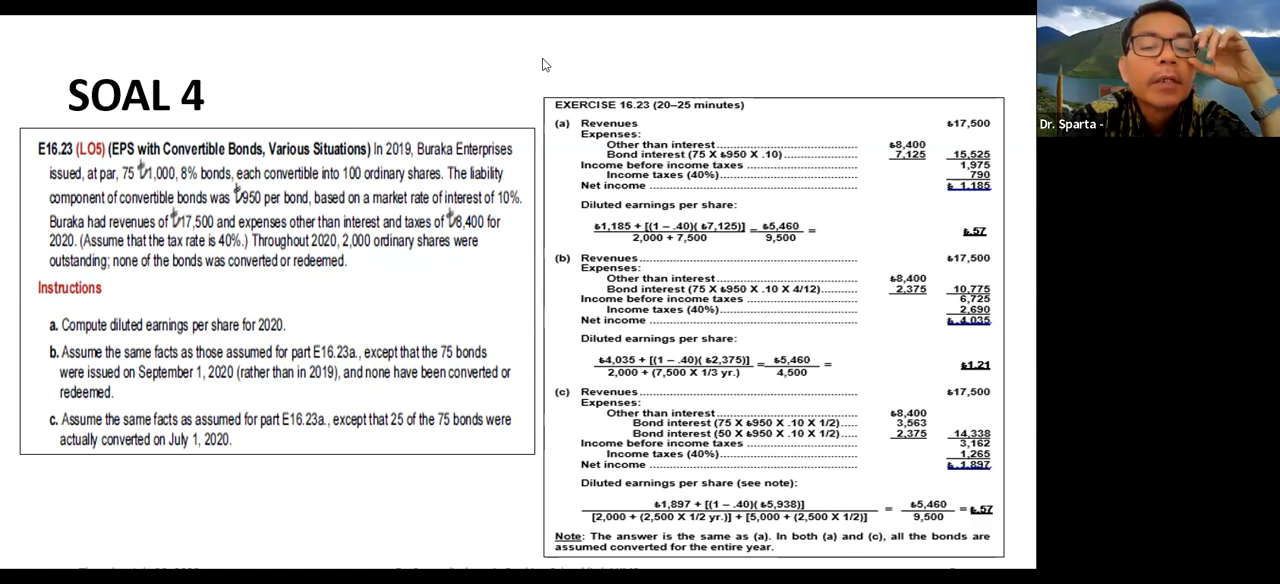 SOAL 4
E16.23 (LO5) (EPS with Convertible Bonds, Various Situations) In 2019, Buraka Enterprises
issued, at par, 75 ₺1,000, 8% bonds, each convertible into 100 ordinary shares. The liability
component of convertible bonds was ₺950 per bond, based on a market rate of interest of 10%.
Buraka had revenues of ₺17,500 and expenses other than interest and taxes of ₺8,400 for
2020. (Assume that the tax rate is 40%.) Throughout 2020, 2,000 ordinary shares were
outstanding; none of the bonds was converted or redeemed.
Instructions
a. Compute diluted earnings per share for 2020.
b. Assume the same facts as those assumed for part E16.23a., except that the 75 bonds
were issued on September 1, 2020 (rather than in 2019), and none have been converted or
redeemed.
c. Assume the same facts as assumed for part E16.23a., except that 25 of the 75 bonds were
actually converted on July 1, 2020.
EXERCISE 16.23 (20–25 minutes)
(a) Revenues ₺17,500
Expenses:
Other than interest ₺8,400
Bond interest (75 X ₺950 X .10) 7,125 15,525
Income before income taxes 1,975
Income taxes (40%) 790
Net income ₺ 1,185
Diluted earnings per share:
₺1,185 + [(1 – .40)( ₺7,125)] = ₺5,460 = ₺.57
2,000 + 7,500 9,500
(b) Revenues ₺17,500
Expenses:
Other than interest ₺8,400
Bond interest (75 X ₺950 X .10 X 4/12) 2,375 10,775
Income before income taxes 6,725
Income taxes (40%) 2,690
Net income ₺ 4,035
Diluted earnings per share:
₺4,035 + [(1 – .40)( ₺2,375)] = ₺5,460 = ₺1.21
2,000 + (7,500 X 1/3 yr.) 4,500
(c) Revenues ₺17,500
Expenses:
Other than interest ₺8,400
Bond interest (75 X ₺950 X .10 X 1/2) 3,563
Bond interest (50 X ₺950 X .10 X 1/2) 2,375 14,338
Income before income taxes 3,162
Income taxes (40%) 1,265
Net income ₺ 1,897
Diluted earnings per share (see note):
₺1,897 + [(1 – .40)( ₺5,938)] = ₺5,460 = ₺.57
[2,000 + (2,500 X 1/2 yr.)] + [5,000 + (2,500 X 1/2)] 9,500
Note: The answer is the same as (a). In both (a) and (c), all the bonds are
assumed converted for the entire year.
Dr. Sparta -